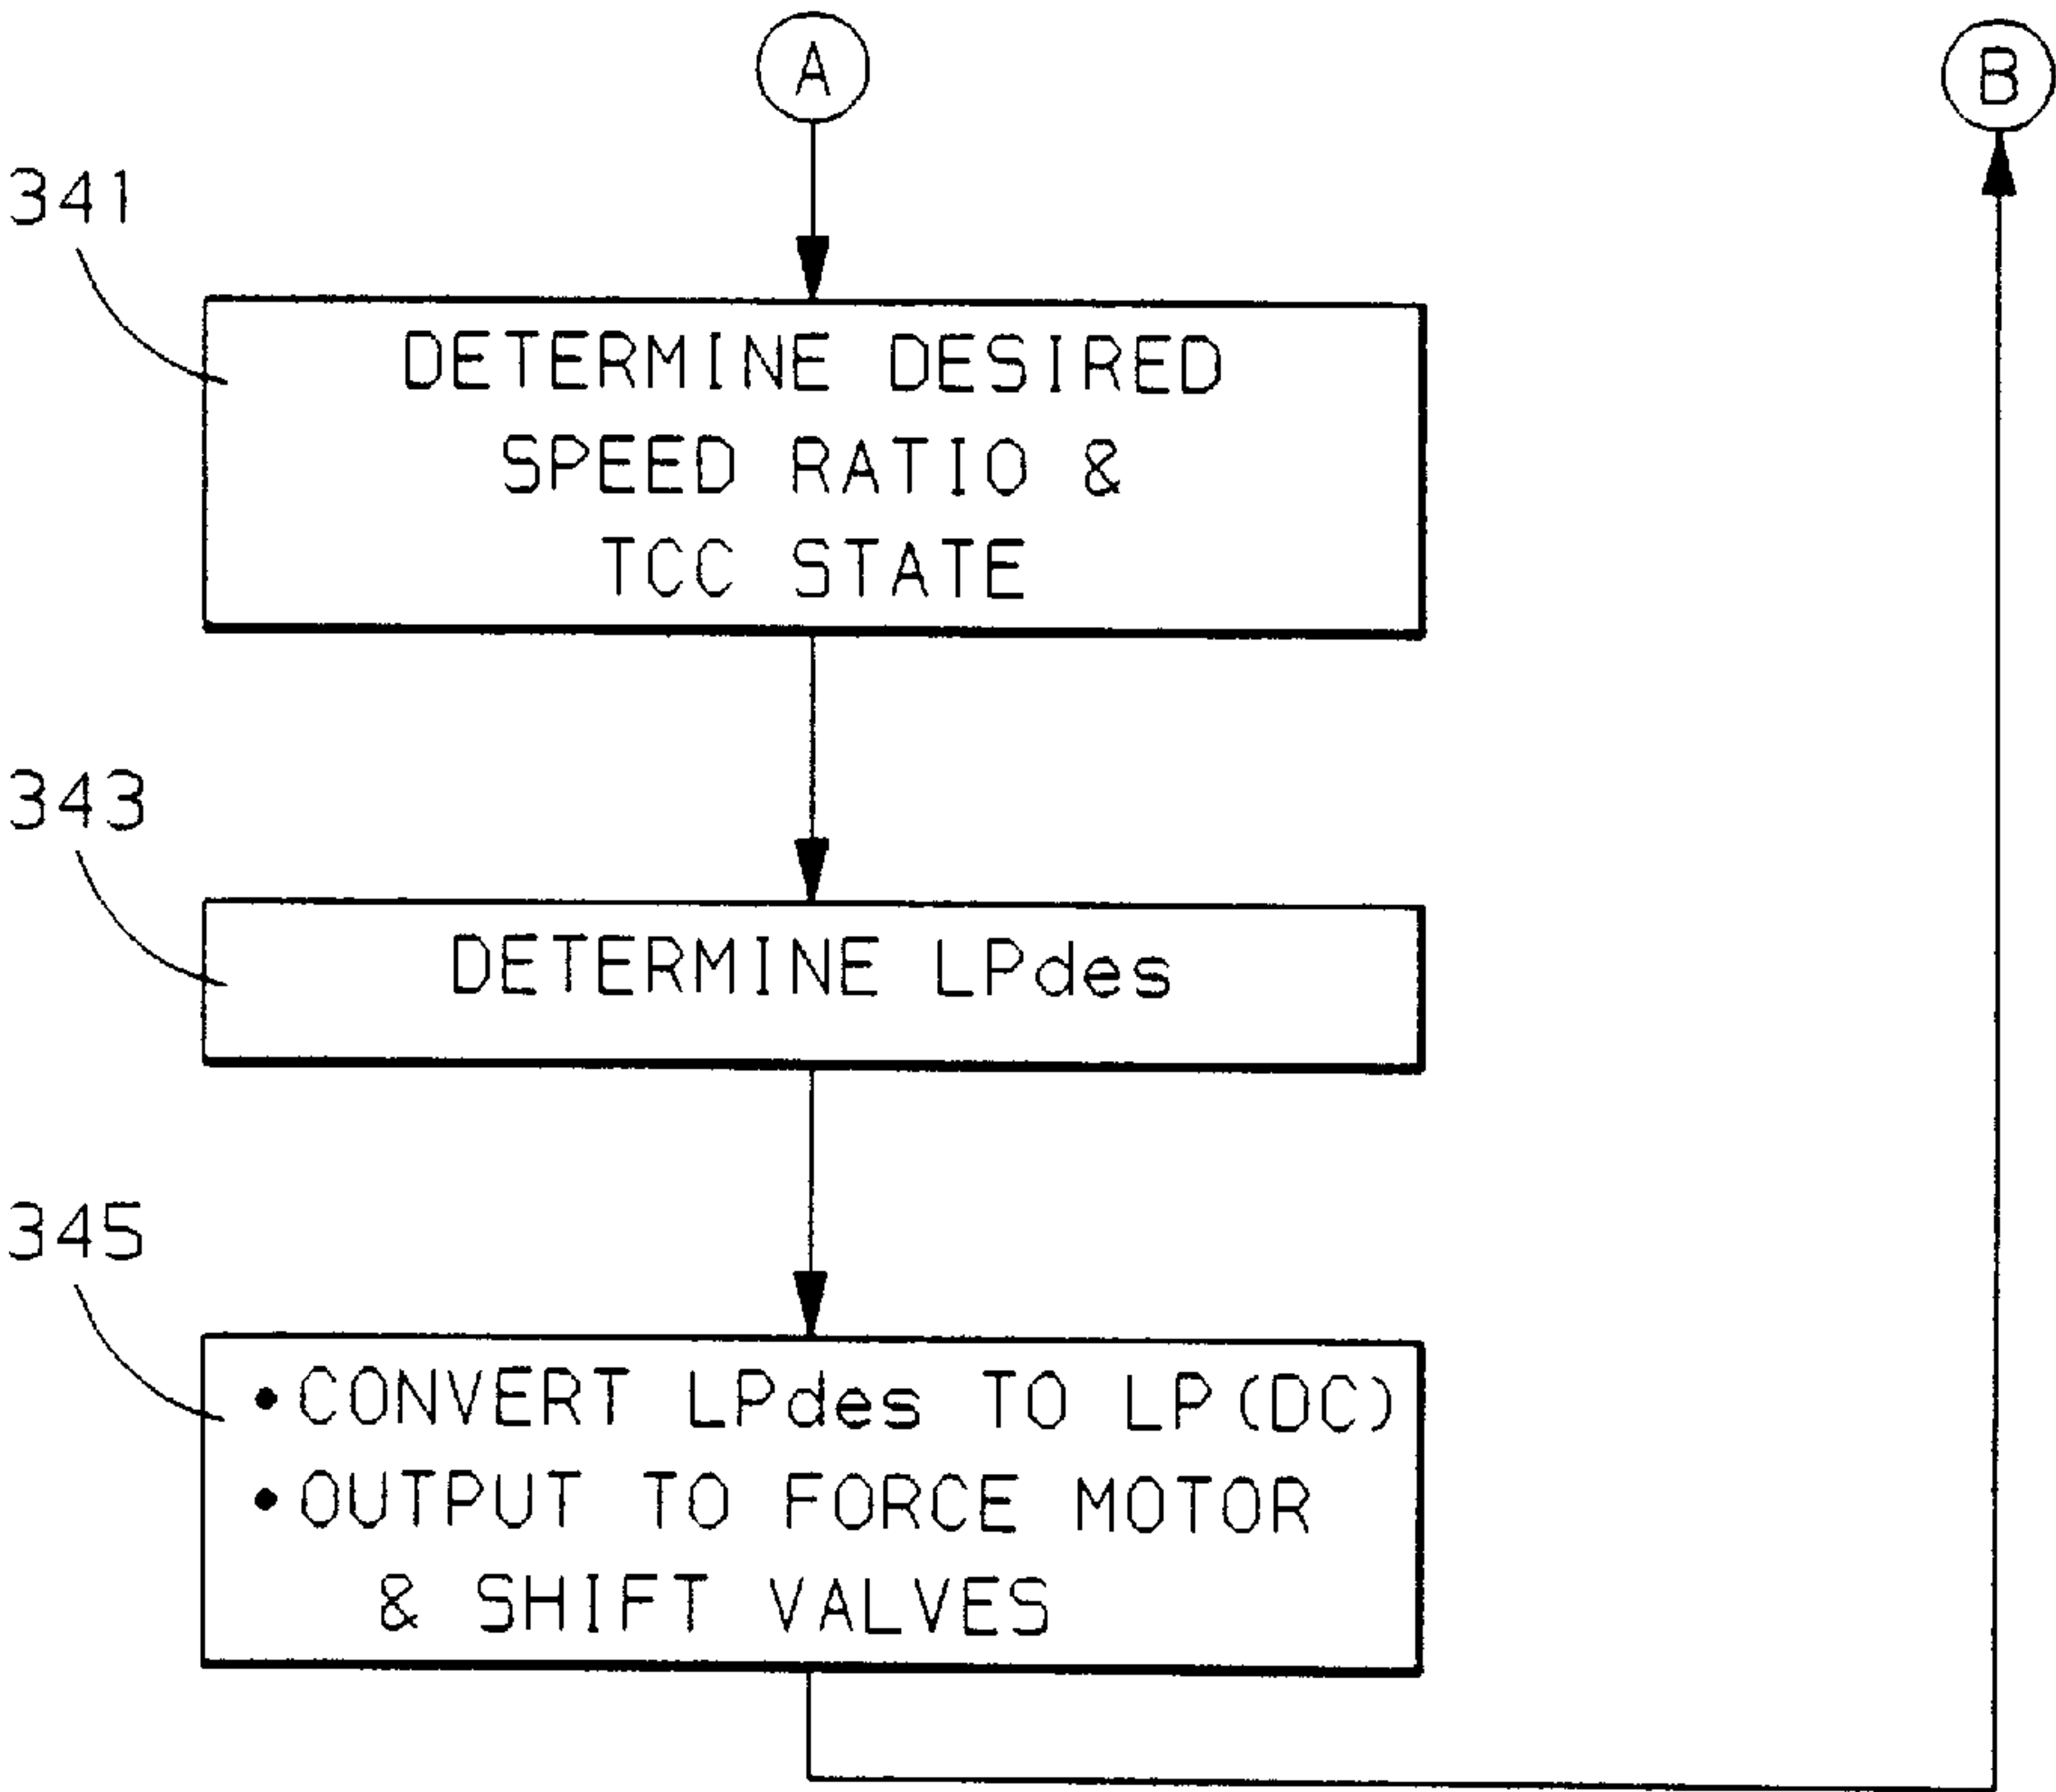 A
B
341
DETERMINE DESIRED
SPEED RATIO &
TCC STATE
343
DETERMINE LPdes
345
•CONVERT LPdes TO LP(DC)
•OUTPUT TO FORCE MOTOR
& SHIFT VALVES